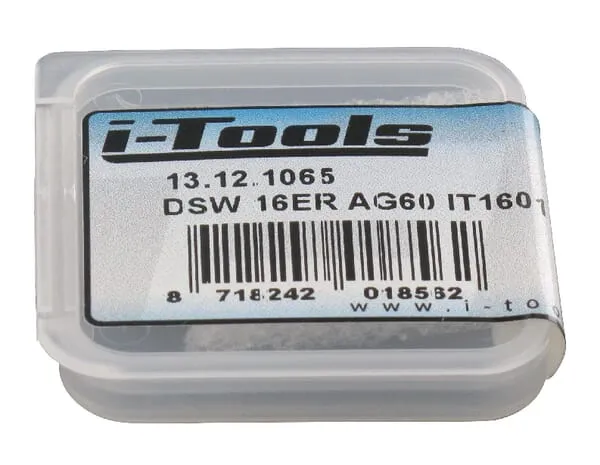 i-Tools
13.12.1065
DSW 16ER AG60 IT160
8 718242 018562
www.i-to